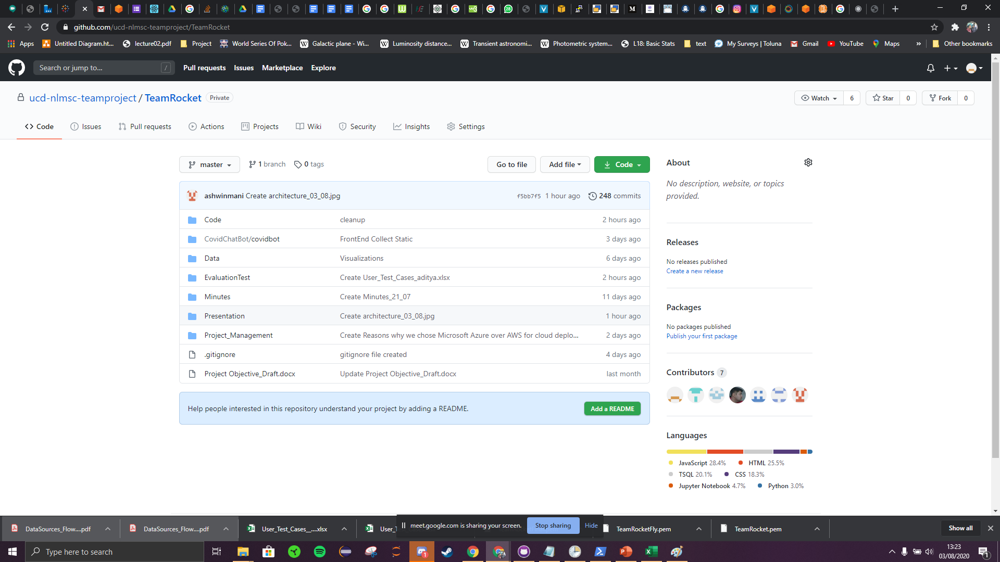 github.com/ucd-nlmsc-teamproject/TeamRocket
Apps Untitled Diagram.ht... lecture02.pdf Project World Series Of Pok... Galactic plane - Wi... Luminosity distance... Transient astronomi... Photometric system... L18: Basic Stats text My Surveys | Toluna Gmail YouTube Maps » Other bookmarks
Search or jump to... / Pull requests Issues Marketplace Explore
ucd-nlmsc-teamproject / TeamRocket Private Watch 6 Star 0 Fork 0
Code Issues Pull requests Actions Projects Wiki Security Insights Settings
master 1 branch 0 tags Go to file Add file Code
ashwinmani Create architecture_03_08.jpg f5bb7f5 1 hour ago 248 commits
Code cleanup 2 hours ago
CovidChatBot/covidbot FrontEnd Collect Static 3 days ago
Data Visualizations 6 days ago
EvaluationTest Create User_Test_Cases_aditya.xlsx 2 hours ago
Minutes Create Minutes_21_07 11 days ago
Presentation Create architecture_03_08.jpg 1 hour ago
Project_Management Create Reasons why we chose Microsoft Azure over AWS for cloud deplo... 2 days ago
.gitignore gitignore file created 4 days ago
Project Objective_Draft.docx Update Project Objective_Draft.docx last month
Help people interested in this repository understand your project by adding a README. Add a README
About
No description, website, or topics
provided.
Releases
No releases published
Create a new release
Packages
No packages published
Publish your first package
Contributors 7
Languages
JavaScript 28.4% HTML 25.5%
TSQL 20.1% CSS 18.3%
Jupyter Notebook 4.7% Python 3.0%
DataSources_Flow....pdf DataSources_Flow....pdf User_Test_Cases__....xlsx User_T meet.google.com is sharing your screen. Stop sharing Hide TeamRocketFly.pem TeamRocket.pem Show all
Type here to search 13:23
03/08/2020